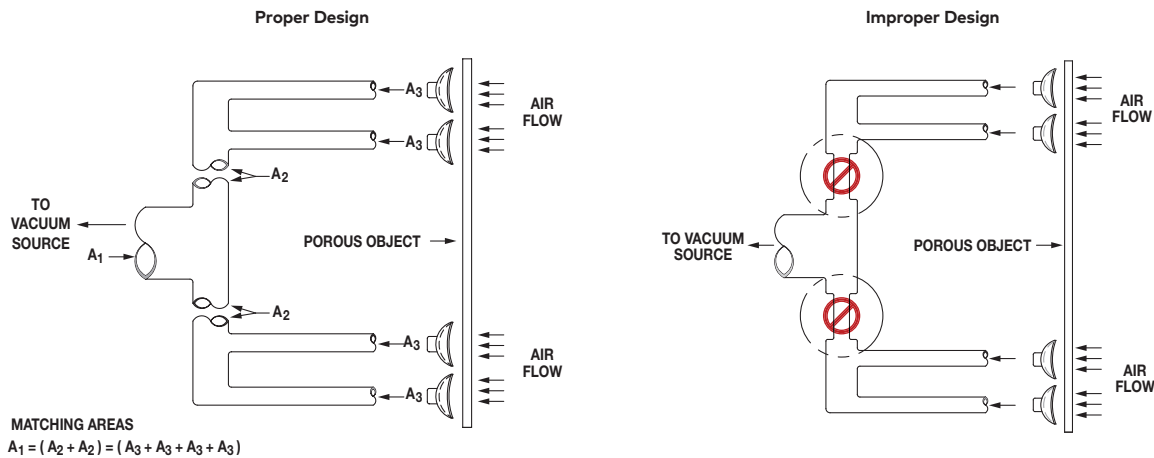 Proper Design
A3
A3
AIR
FLOW
A2
TO
VACUUM
SOURCE
A1
POROUS OBJECT
A2
A3
A3
AIR
FLOW
MATCHING AREAS
A1 = ( A2 + A2 ) = ( A3 + A3 + A3 + A3 )
Improper Design
AIR
FLOW
TO VACUUM
SOURCE
POROUS OBJECT
AIR
FLOW